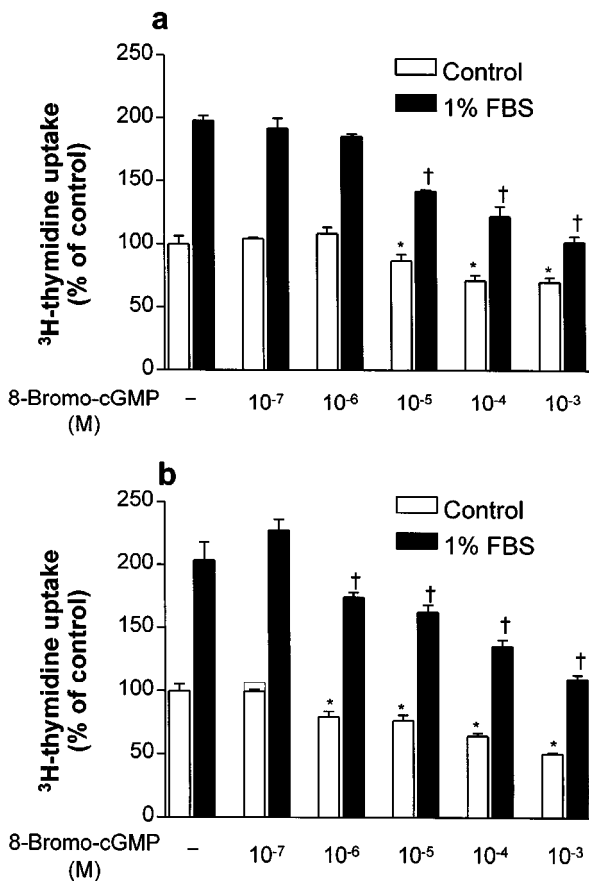 a
250
200
150
100
50
0
³H-thymidine uptake
(% of control)
Control
1% FBS
†
†
†
*
*
*
8-Bromo-cGMP
(M)
– 10⁻⁷ 10⁻⁶ 10⁻⁵ 10⁻⁴ 10⁻³
b
250
200
150
100
50
0
³H-thymidine uptake
(% of control)
Control
1% FBS
†
†
†
†
*
*
*
*
8-Bromo-cGMP
(M)
– 10⁻⁷ 10⁻⁶ 10⁻⁵ 10⁻⁴ 10⁻³